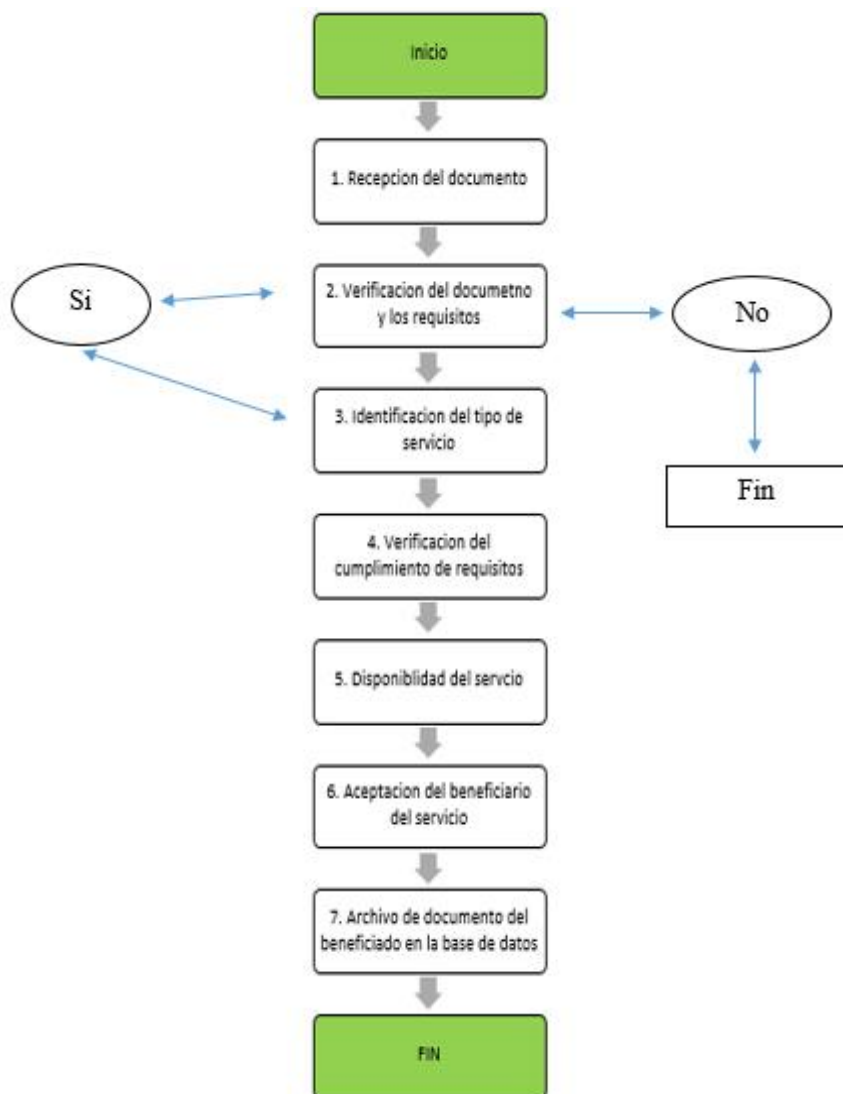 Inicio
1. Recepcion del documento
Si
2. Verificacion del documetno
y los requisitos
No
3. Identificacion del tipo de
servicio
Fin
4. Verificacion del
cumplimiento de requisitos
5. Disponiblidad del servcio
6. Aceptacion del beneficiario
del servicio
7. Archivo de documento del
beneficiado en la base de datos
FIN